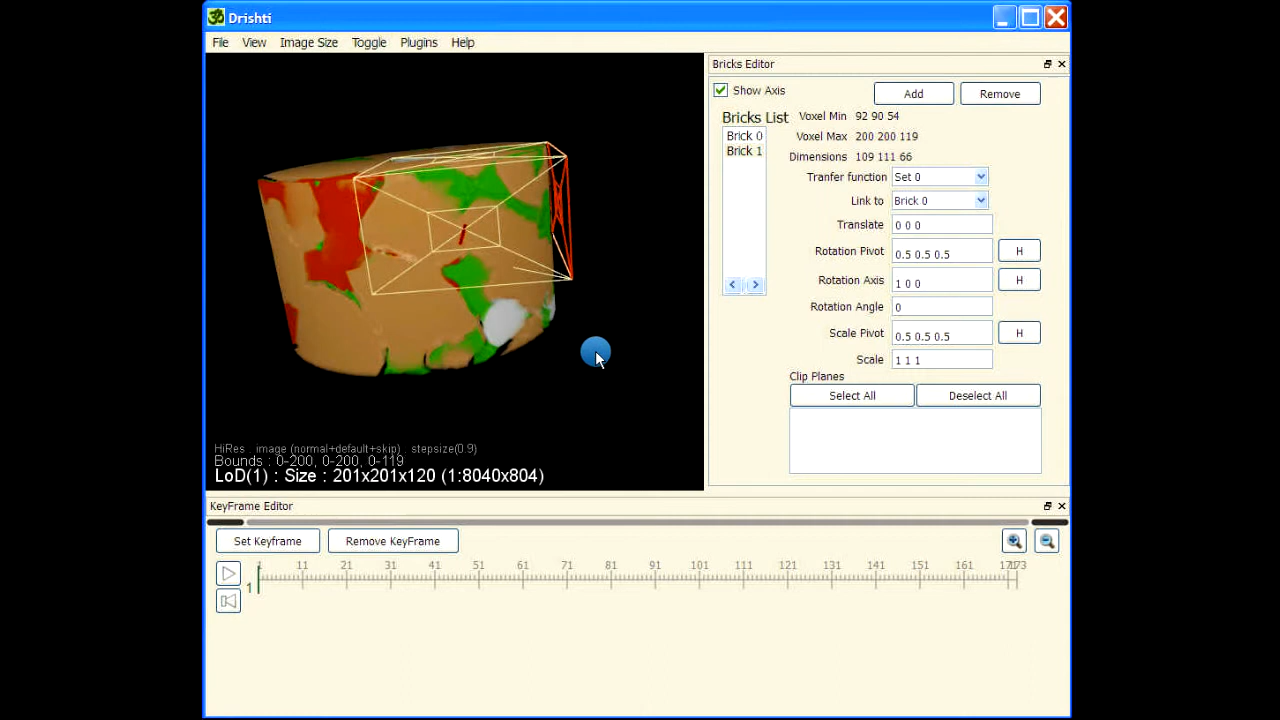 Drishti
File View Image Size Toggle Plugins Help
Bricks Editor
Show Axis Add Remove
Bricks List
Brick 0
Brick 1
Voxel Min 92 90 54
Voxel Max 200 200 119
Dimensions 109 111 66
Tranfer function Set 0
Link to Brick 0
Translate 0 0 0
Rotation Pivot 0.5 0.5 0.5 H
Rotation Axis 1 0 0 H
Rotation Angle 0
Scale Pivot 0.5 0.5 0.5 H
Scale 1 1 1
Clip Planes
Select All Deselect All
HiRes . image (normal+default+skip) . stepsize(0.9)
Bounds : 0-200, 0-200, 0-119
LoD(1) : Size : 201x201x120 (1:8040x804)
KeyFrame Editor
Set Keyframe Remove KeyFrame
1 11 21 31 41 51 61 71 81 91 101 111 121 131 141 151 161 171 173
1